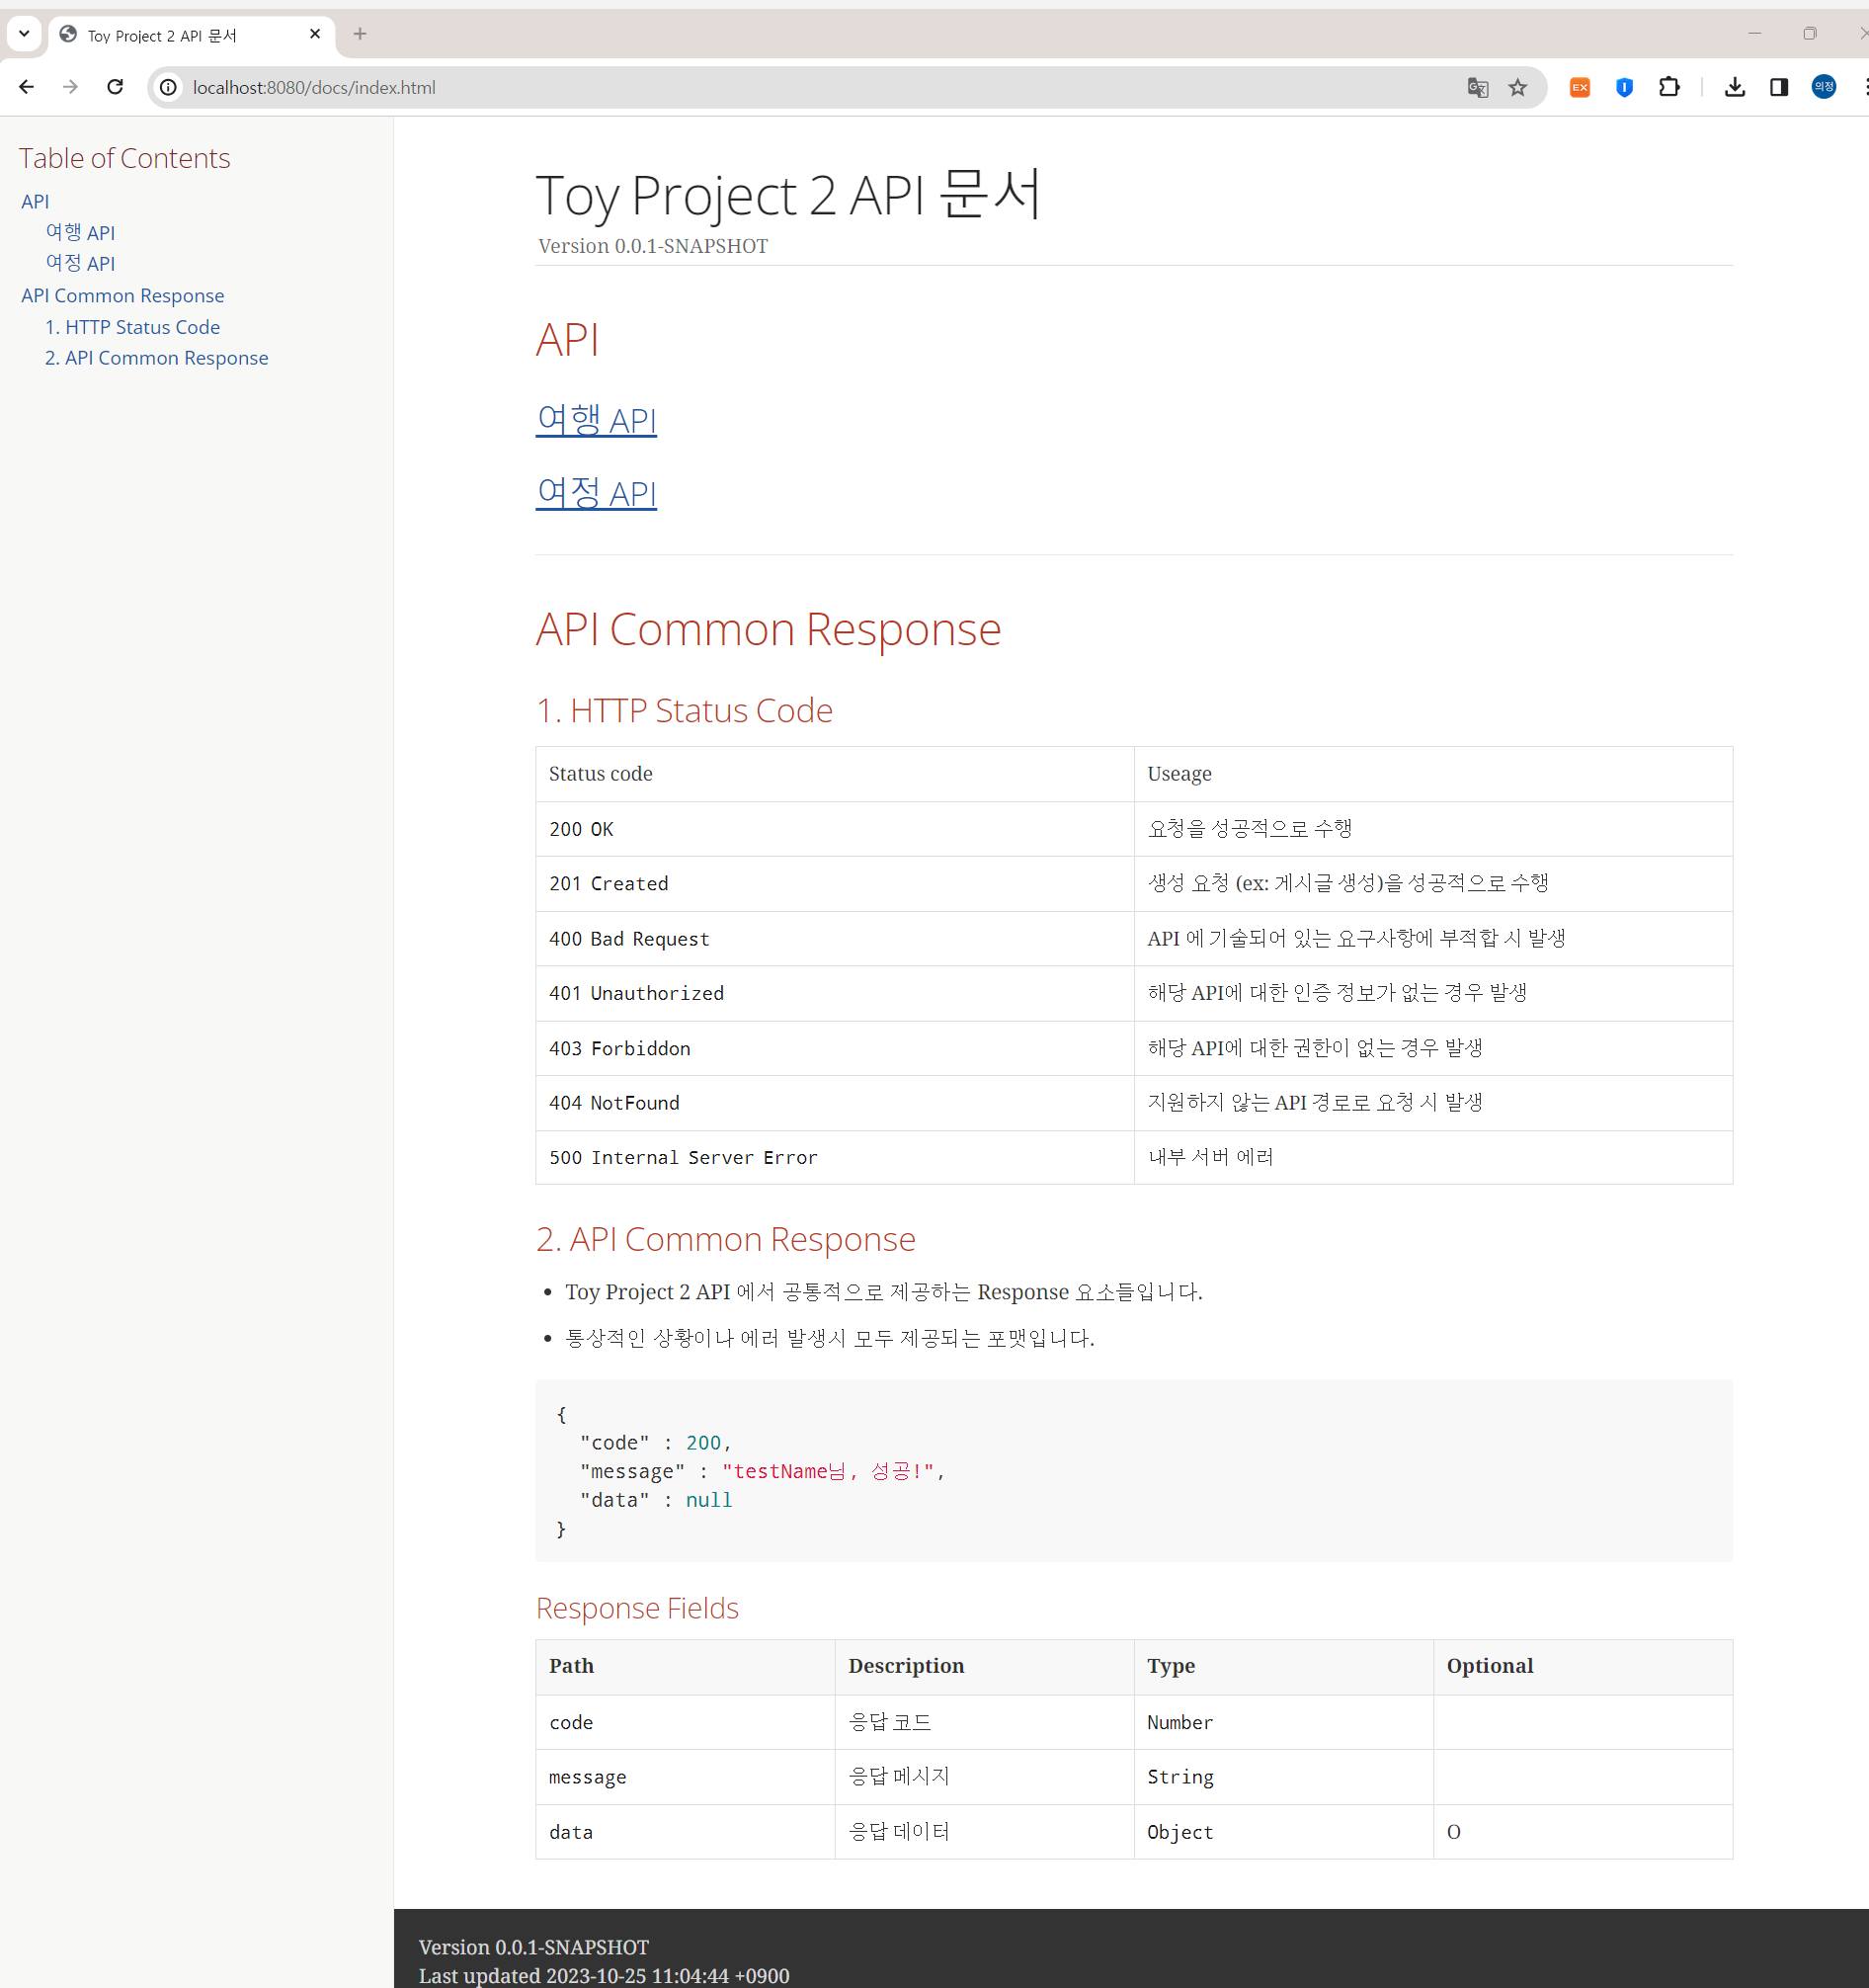 Toy Project 2 API 문서
localhost:8080/docs/index.html
EX
의정
Table of Contents
API
여행 API
여정 API
API Common Response
1. HTTP Status Code
2. API Common Response
Toy Project 2 API 문서
Version 0.0.1-SNAPSHOT
API
여행 API
여정 API
API Common Response
1. HTTP Status Code
Status code Useage
200 OK 요청을 성공적으로 수행
201 Created 생성 요청 (ex: 게시글 생성)을 성공적으로 수행
400 Bad Request API 에 기술되어 있는 요구사항에 부적합 시 발생
401 Unauthorized 해당 API에 대한 인증 정보가 없는 경우 발생
403 Forbiddon 해당 API에 대한 권한이 없는 경우 발생
404 NotFound 지원하지 않는 API 경로로 요청 시 발생
500 Internal Server Error 내부 서버 에러
2. API Common Response
• Toy Project 2 API 에서 공통적으로 제공하는 Response 요소들입니다.
• 통상적인 상황이나 에러 발생시 모두 제공되는 포맷입니다.
{
"code" : 200,
"message" : "testName님, 성공!",
"data" : null
}
Response Fields
Path Description Type Optional
code 응답 코드 Number
message 응답 메시지 String
data 응답 데이터 Object O
Version 0.0.1-SNAPSHOT
Last updated 2023-10-25 11:04:44 +0900